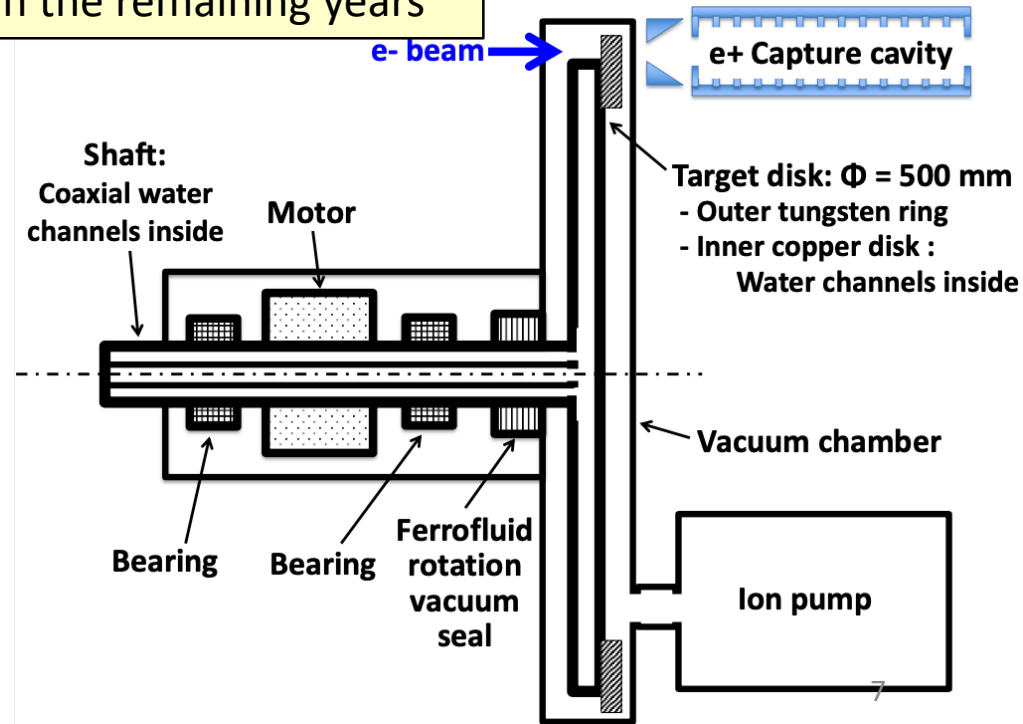 n the remaining years
e- beam
e+ Capture cavity
Shaft:
Coaxial water
channels inside
Motor
Target disk: Φ = 500 mm
- Outer tungsten ring
- Inner copper disk :
Water channels inside
Vacuum chamber
Bearing
Bearing
Ferrofluid
rotation
vacuum
seal
Ion pump
7